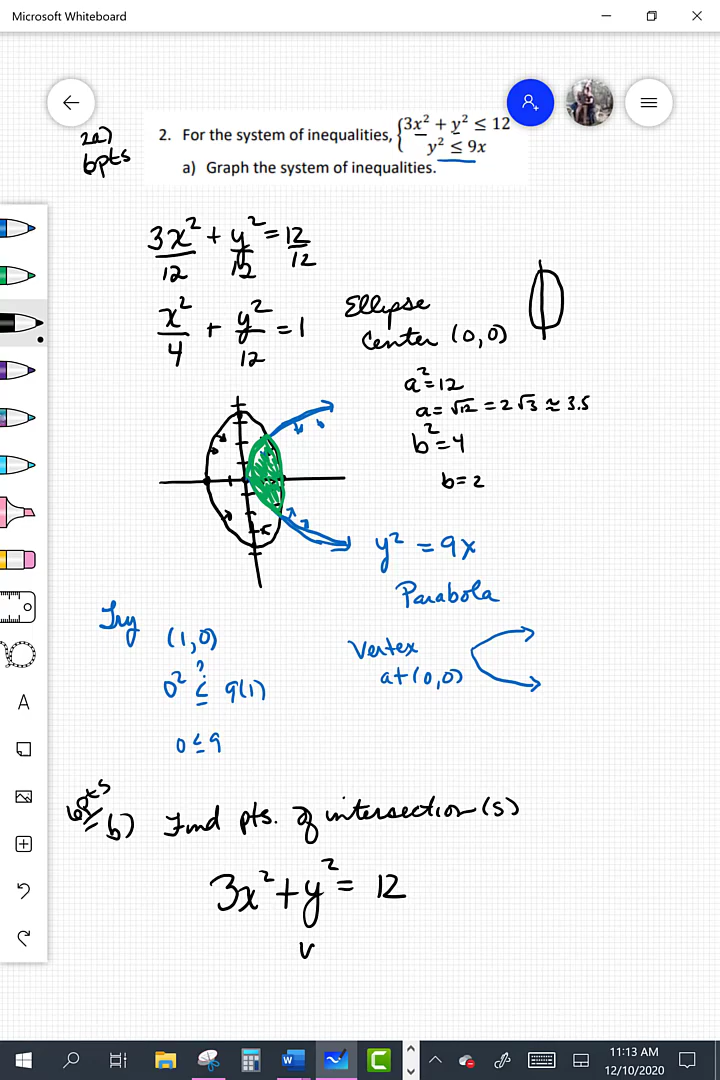 Microsoft Whiteboard
2a)
6pts
2. For the system of inequalities, { 3x² + y² ≤ 12
y² ≤ 9x
a) Graph the system of inequalities.
3x²/12 + y²/12 = 12/12
x²/4 + y²/12 = 1
Ellipse
Center (0,0)
a² = 12
a = √12 = 2√3 ≈ 3.5
b² = 4
b = 2
y² = 9x
Parabola
Vertex
at (0,0)
Try
(1,0)
0² ≤? 9(1)
0 ≤ 9
6pts
b) Find pts. of intersection(s)
3x² + y² = 12
A
11:13 AM
12/10/2020